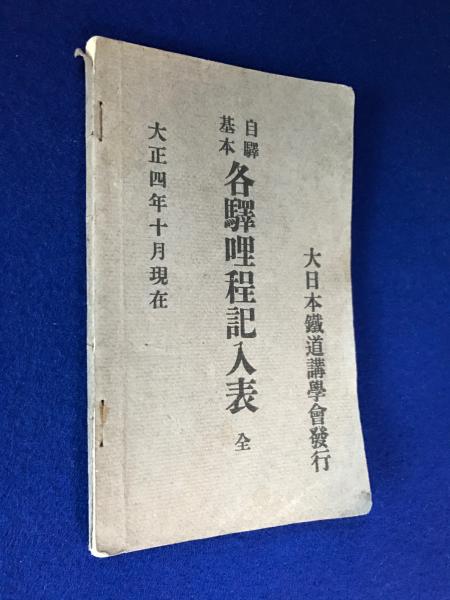 大日本鐵道講學會發行
自驛
基本
各驛哩程記入表 全
大正四年十月現在